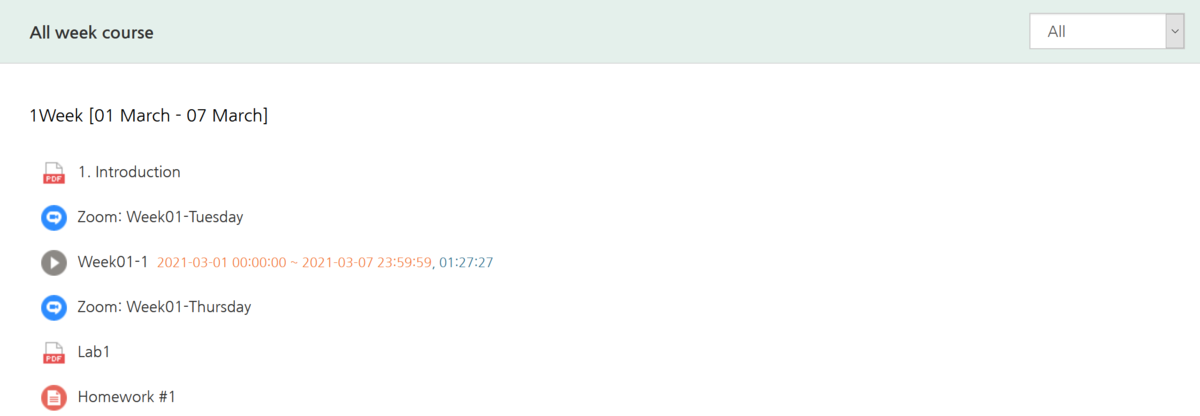 All week course
All
1Week [01 March - 07 March]
PDF 1. Introduction
Zoom: Week01-Tuesday
Week01-1 2021-03-01 00:00:00 ~ 2021-03-07 23:59:59, 01:27:27
Zoom: Week01-Thursday
PDF Lab1
Homework #1